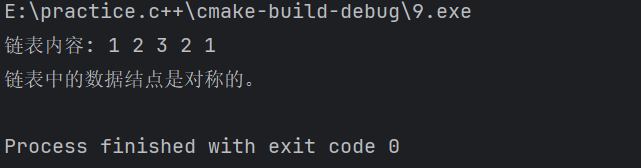 E:\practice.c++\cmake-build-debug\9.exe
链表内容: 1 2 3 2 1
链表中的数据结点是对称的。
Process finished with exit code 0